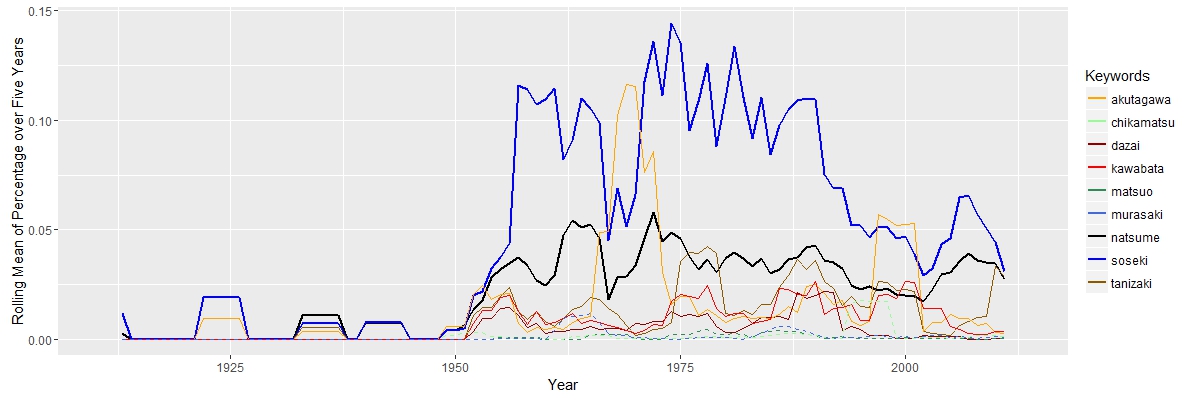 Rolling Mean of Percentage over Five Years
0.15
0.10
0.05
0.00
1925
1950
1975
2000
Year
Keywords
akutagawa
chikamatsu
dazai
kawabata
matsuo
murasaki
natsume
soseki
tanizaki